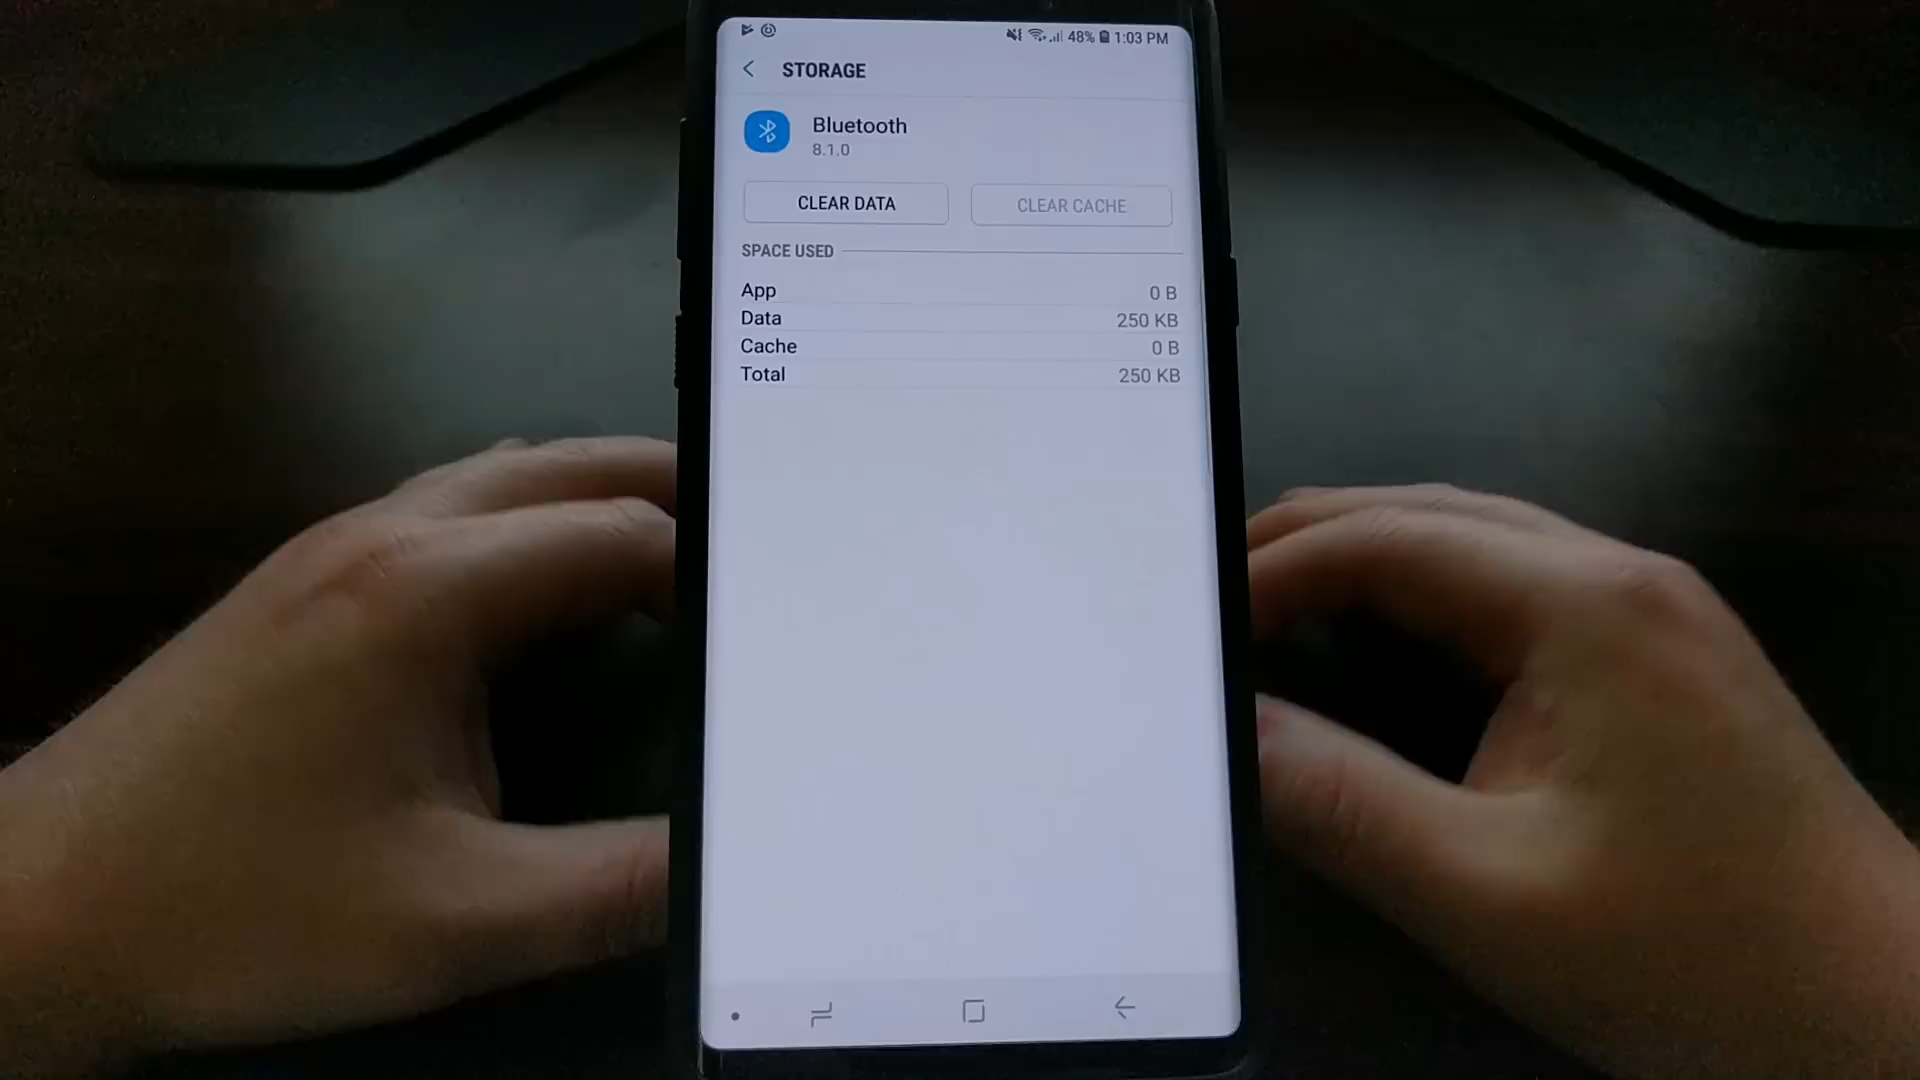 48% 1:03 PM
STORAGE
Bluetooth
8.1.0
CLEAR DATA CLEAR CACHE
SPACE USED
App 0 B
Data 250 KB
Cache 0 B
Total 250 KB